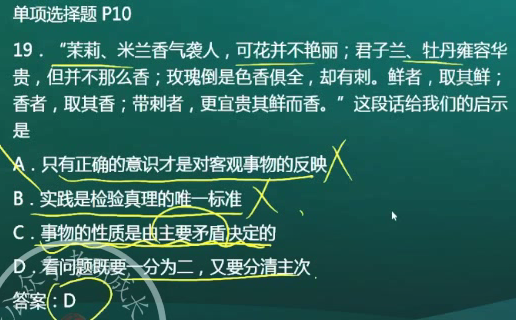 单项选择题 P10
19．“茉莉、米兰香气袭人，可花并不艳丽；君子兰、牡丹雍容华
贵，但并不那么香；玫瑰倒是色香俱全，却有刺。鲜者，取其鲜；
香者，取其香；带刺者，更宜贵其鲜而香。”这段话给我们的启示
是
A．只有正确的意识才是对客观事物的反映
B．实践是检验真理的唯一标准
C．事物的性质是由主要矛盾决定的
D．看问题既要一分为二，又要分清主次
答案：D